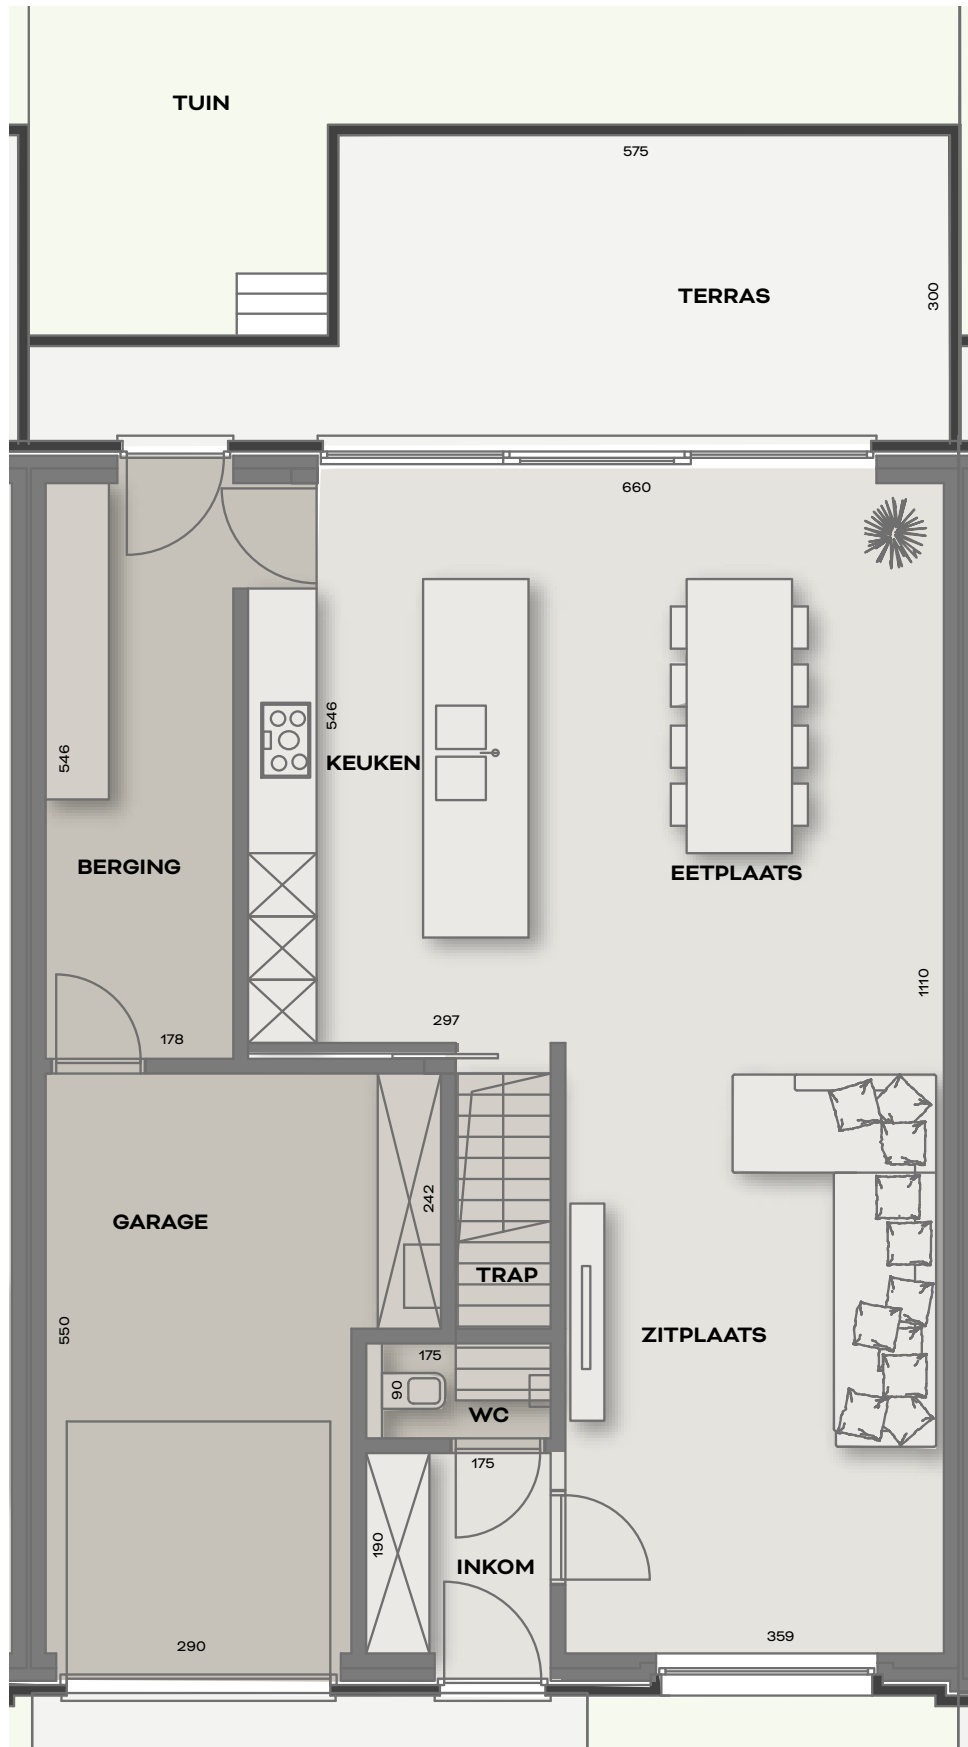 TUIN
575
TERRAS
300
660
546
KEUKEN
546
BERGING
EETPLAATS
1110
297
178
242
GARAGE
TRAP
550
ZITPLAATS
175
90
WC
175
190
INKOM
290
359